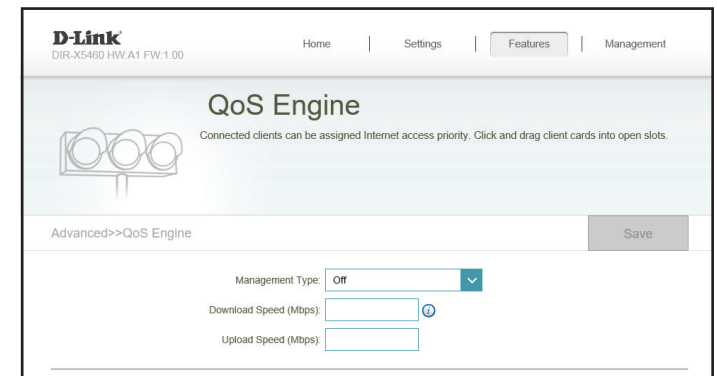 D-Link
DIR-X5460 HW:A1 FW:1.00
Home
Settings
Features
Management
QoS Engine
Connected clients can be assigned Internet access priority. Click and drag client cards into open slots.
Advanced>>QoS Engine
Save
Management Type: Off
Download Speed (Mbps):
i
Upload Speed (Mbps):